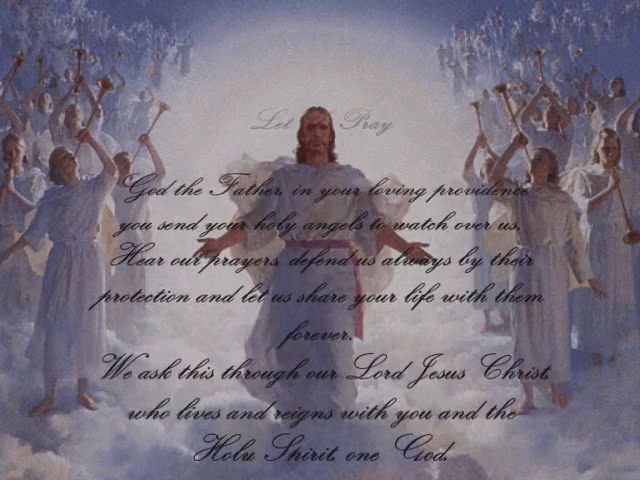 Let Pray
God the Father, in your loving providence
you send your holy angels to watch over us.
Hear our prayers, defend us always by their
protection and let us share your life with them
forever.
We ask this through our Lord Jesus Christ,
who lives and reigns with you and the
Holy Spirit, one God,